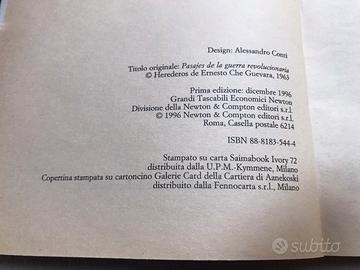 Design: Alessandro Conti
Titolo originale: Pasajes de la guerra revolucionaria
© Herederos de Ernesto Che Guevara, 1963
Prima edizione: dicembre 1996
Grandi Tascabili Economici Newton
Divisione della Newton & Compton editori s.r.l.
© 1996 Newton & Compton editori s.r.l.
Roma, Casella postale 6214
ISBN 88-8183-544-4
Stampato su carta Saimabook Ivory 72
distribuita dalla U.P.M.-Kymmene, Milano
Copertina stampata su cartoncino Galerie Card della Cartiera di Aanekoski
distribuito dalla Fennocarta s.r.l., Milano
subito